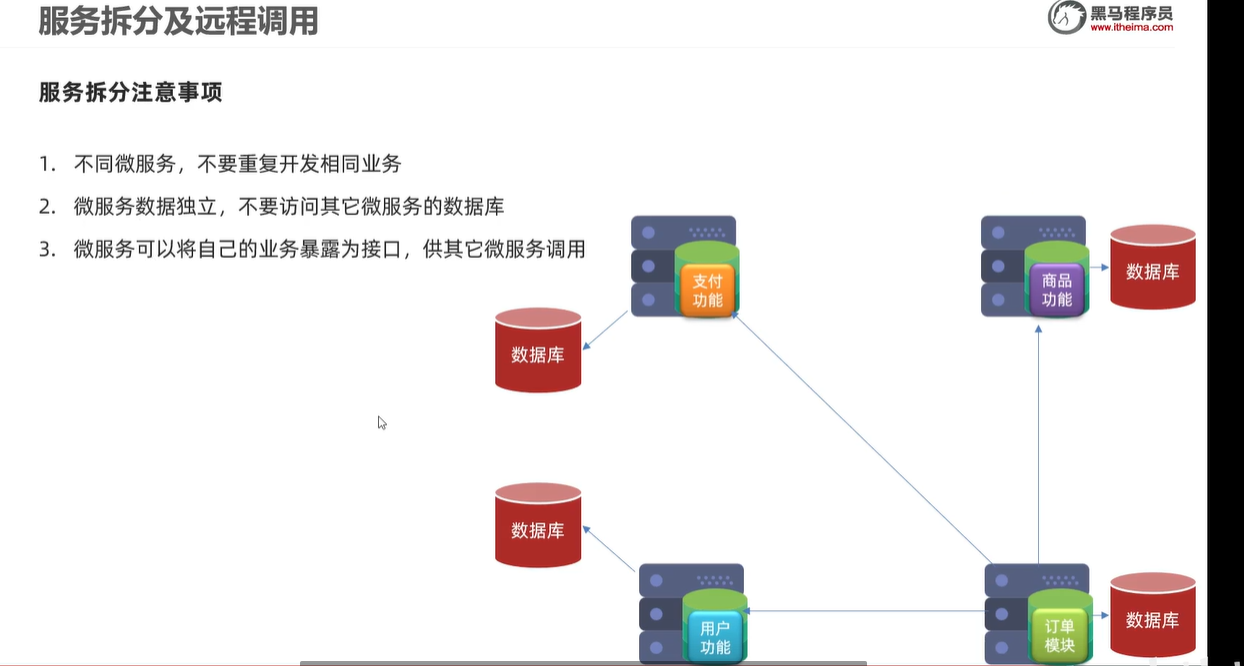 服务拆分及远程调用
黑马程序员
www.itheima.com
服务拆分注意事项
1. 不同微服务，不要重复开发相同业务
2. 微服务数据独立，不要访问其它微服务的数据库
3. 微服务可以将自己的业务暴露为接口，供其它微服务调用
支付
功能
商品
功能
数据库
数据库
数据库
用户
功能
订单
模块
数据库